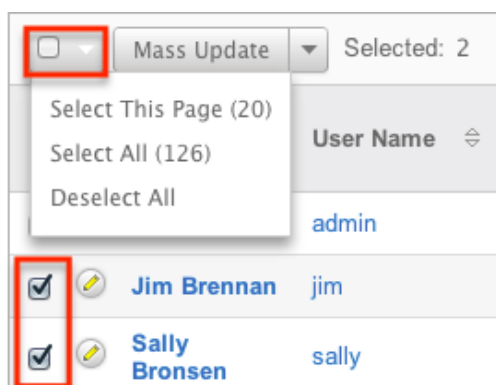 Mass Update Selected: 2
Select This Page (20)
Select All (126)
Deselect All
User Name
admin
Jim Brennan jim
Sally Bronsen sally